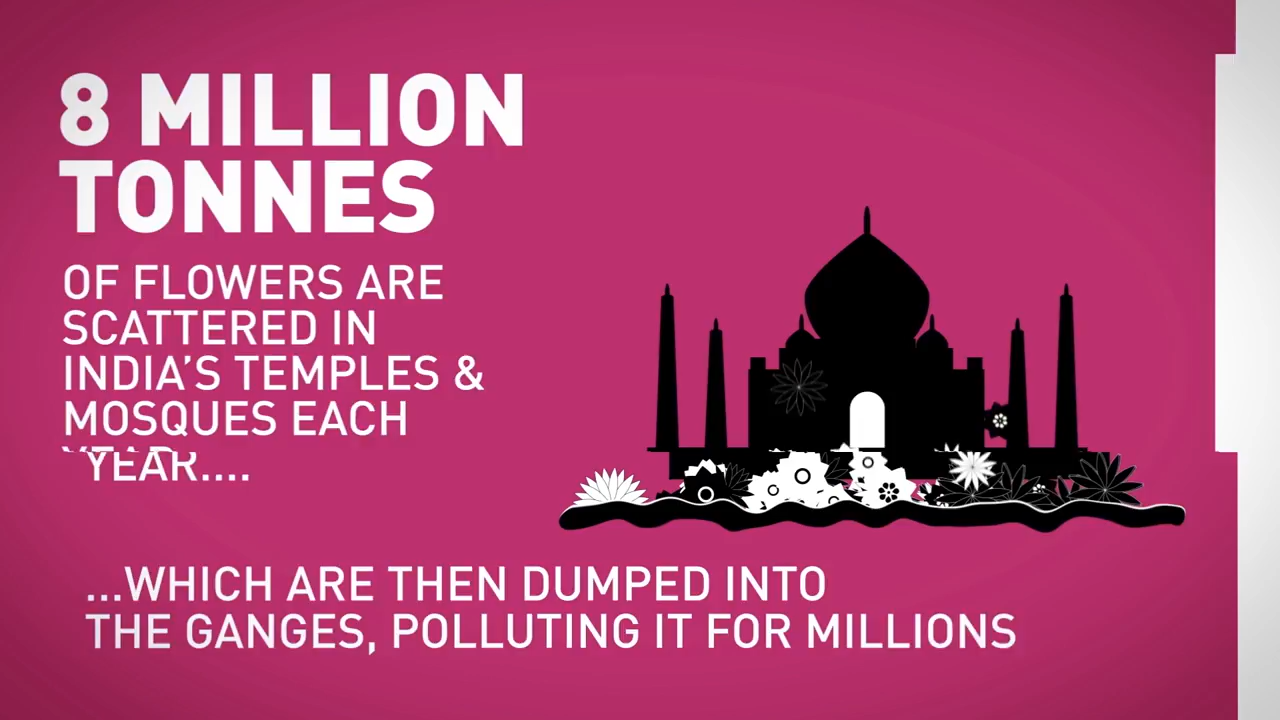 8 MILLION
TONNES
OF FLOWERS ARE
SCATTERED IN
INDIA'S TEMPLES &
MOSQUES EACH
YEAR....
...WHICH ARE THEN DUMPED INTO
THE GANGES, POLLUTING IT FOR MILLIONS